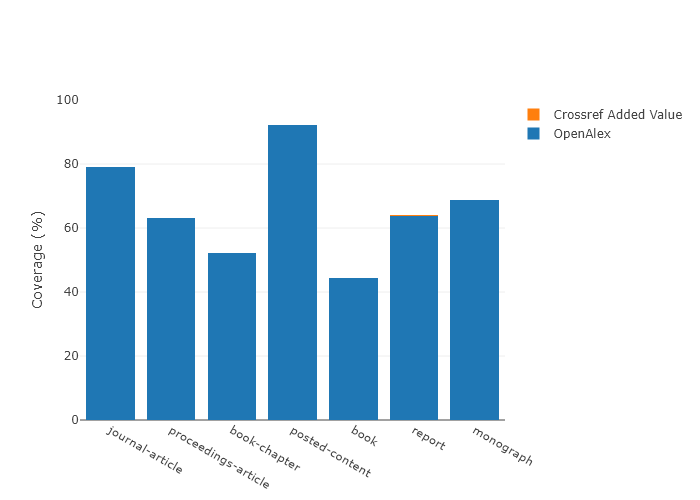 100
80
60
40
20
0
Coverage (%)
journal-article
proceedings-article
book-chapter
posted-content
book
report
monograph
Crossref Added Value
OpenAlex